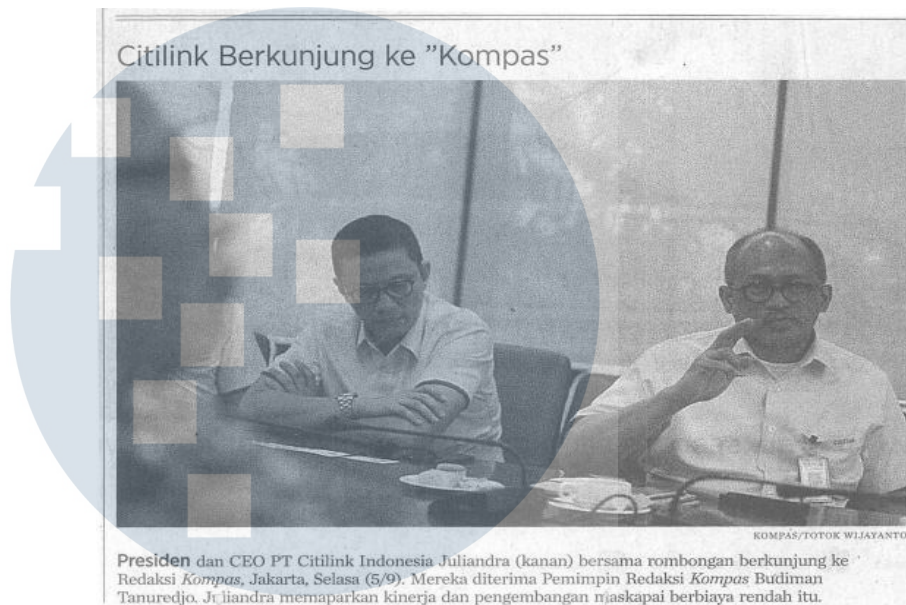 Citilink Berkunjung ke ”Kompas”
KOMPAS/TOTOK WIJAYANTO
Presiden dan CEO PT Citilink Indonesia Juliandra (kanan) bersama rombongan berkunjung ke
Redaksi Kompas, Jakarta, Selasa (5/9). Mereka diterima Pemimpin Redaksi Kompas Budiman
Tanuredjo. Juliandra memaparkan kinerja dan pengembangan maskapai berbiaya rendah itu.